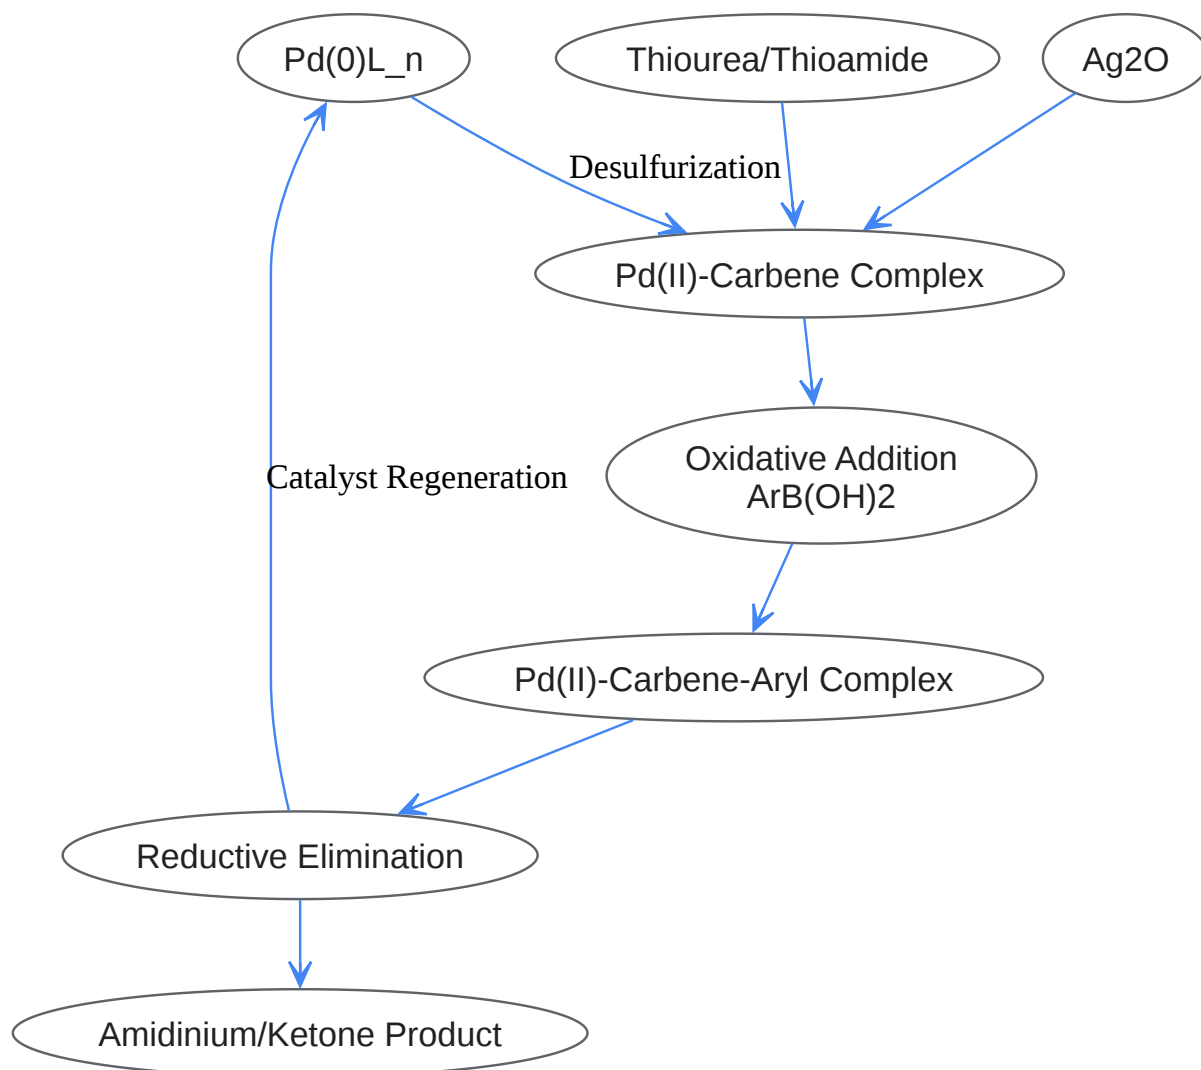 Pd(0)L_n
Thiourea/Thioamide
Ag2O
Desulfurization
Pd(II)-Carbene Complex
Oxidative Addition
ArB(OH)2
Catalyst Regeneration
Pd(II)-Carbene-Aryl Complex
Reductive Elimination
Amidinium/Ketone Product